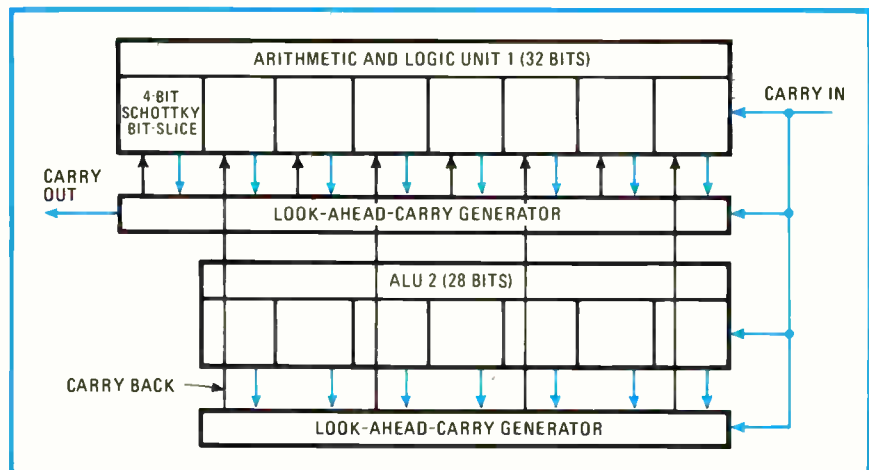 ARITHMETIC AND LOGIC UNIT 1 (32 BITS)
4-BIT
SCHOTTKY
BIT-SLICE
CARRY IN
CARRY
OUT
LOOK-AHEAD-CARRY GENERATOR
ALU 2 (28 BITS)
CARRY BACK
LOOK-AHEAD-CARRY GENERATOR